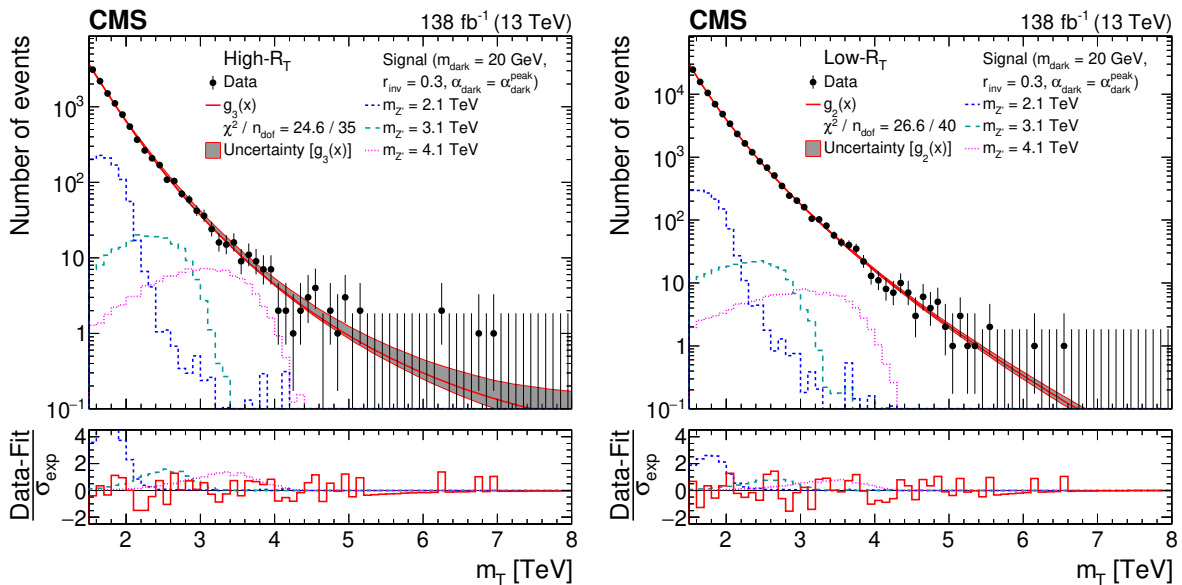 CMS 138 fb⁻¹ (13 TeV)
Number of events
High-R_T
Data
g₃(x)
χ² / n_dof = 24.6 / 35
Uncertainty [g₃(x)]
Signal (m_dark = 20 GeV,
r_inv = 0.3, α_dark = α_dark^peak)
m_Z' = 2.1 TeV
m_Z' = 3.1 TeV
m_Z' = 4.1 TeV
10³
10²
10
1
10⁻¹
Data-Fit
σ_exp
4
2
0
−2
2 3 4 5 6 7 8
m_T [TeV]
CMS 138 fb⁻¹ (13 TeV)
Number of events
Low-R_T
Data
g₂(x)
χ² / n_dof = 26.6 / 40
Uncertainty [g₂(x)]
Signal (m_dark = 20 GeV,
r_inv = 0.3, α_dark = α_dark^peak)
m_Z' = 2.1 TeV
m_Z' = 3.1 TeV
m_Z' = 4.1 TeV
10⁴
10³
10²
10
1
10⁻¹
Data-Fit
σ_exp
4
2
0
−2
2 3 4 5 6 7 8
m_T [TeV]